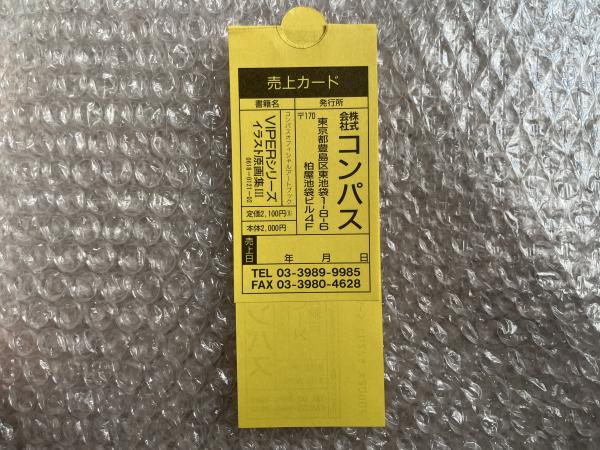 売上カード
書籍名
発行所
コンパスオフィシャルアートブック
VIPERシリーズ
イラスト原画集III
0618-0121-02
定価2,100円
本体2,000円
〒170
東京都豊島区東池袋1-8-6
柏屋池袋ビル4F
株式会社
コンパス
売上日
年 月 日
TEL 03-3989-9985
FAX 03-3980-4628